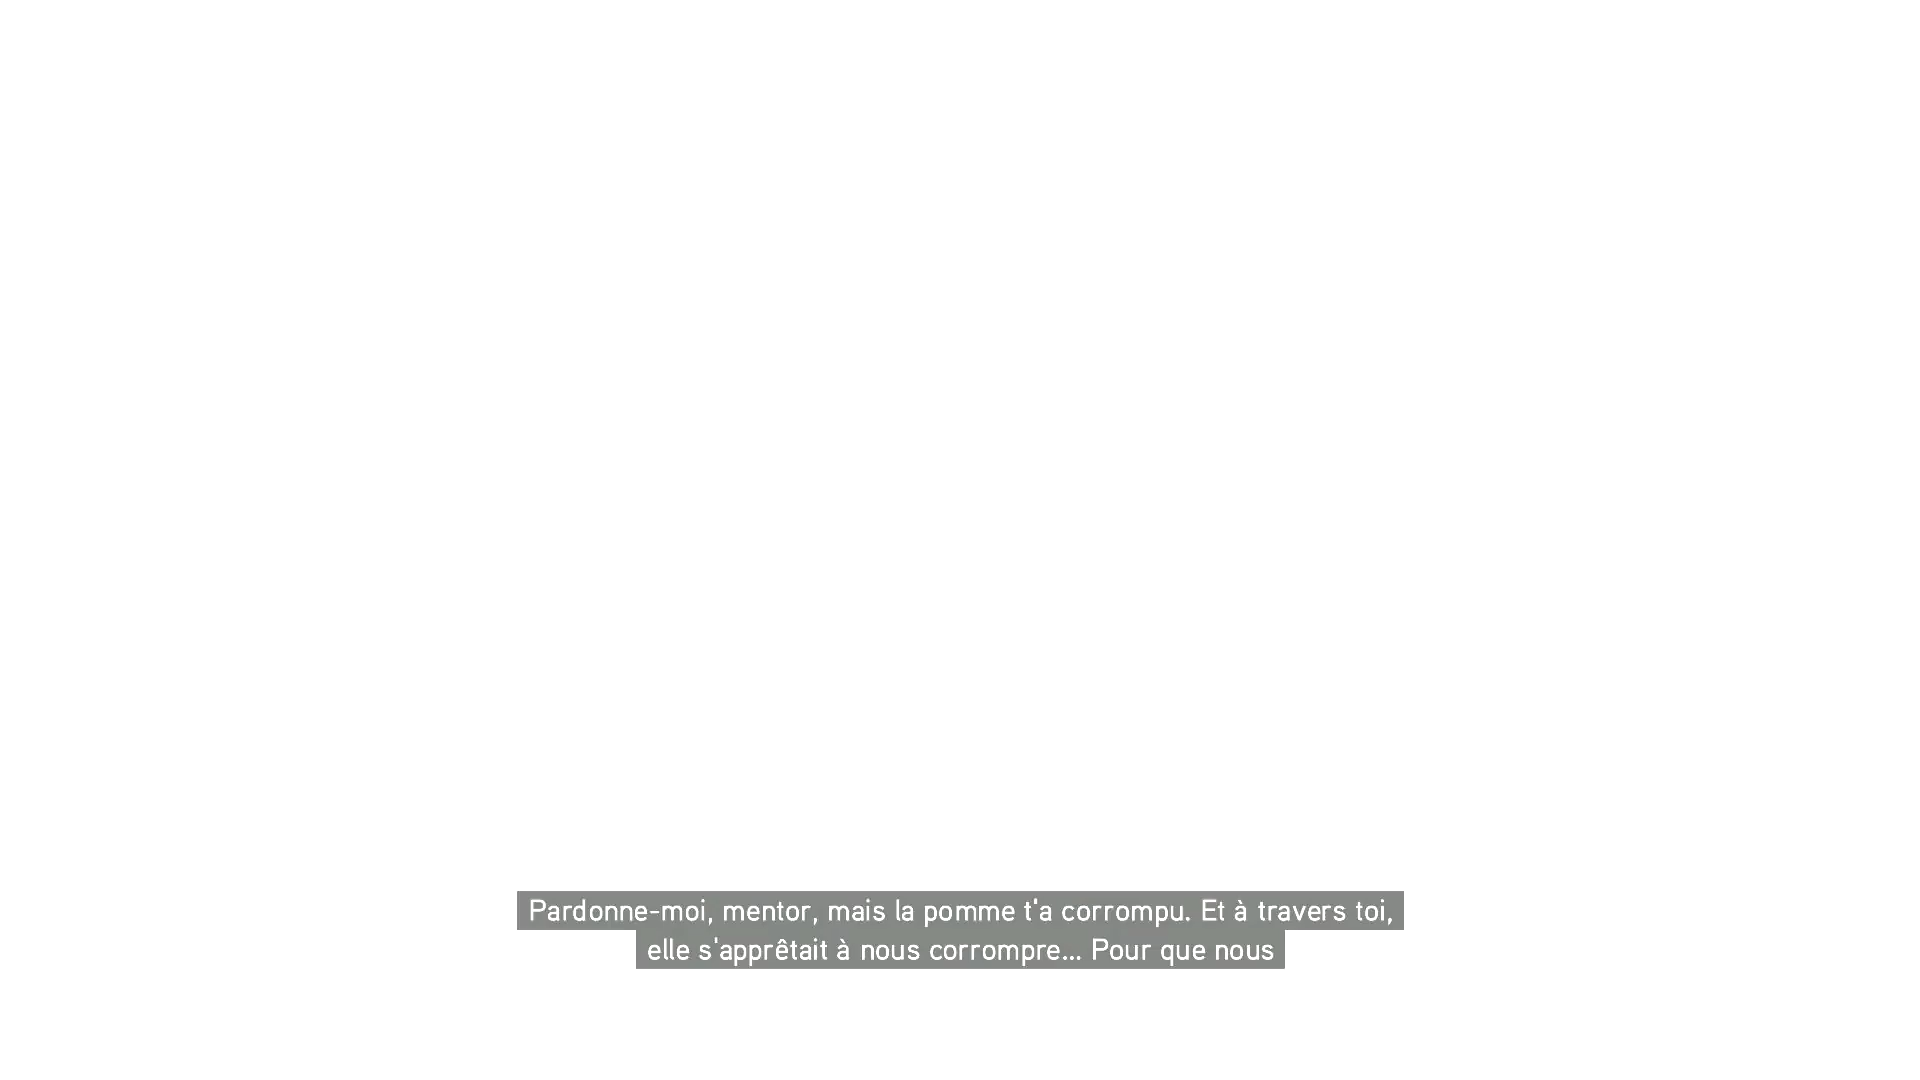 Pardonne-moi, mentor, mais la pomme t'a corrompu. Et à travers toi,
elle s'apprêtait à nous corrompre... Pour que nous